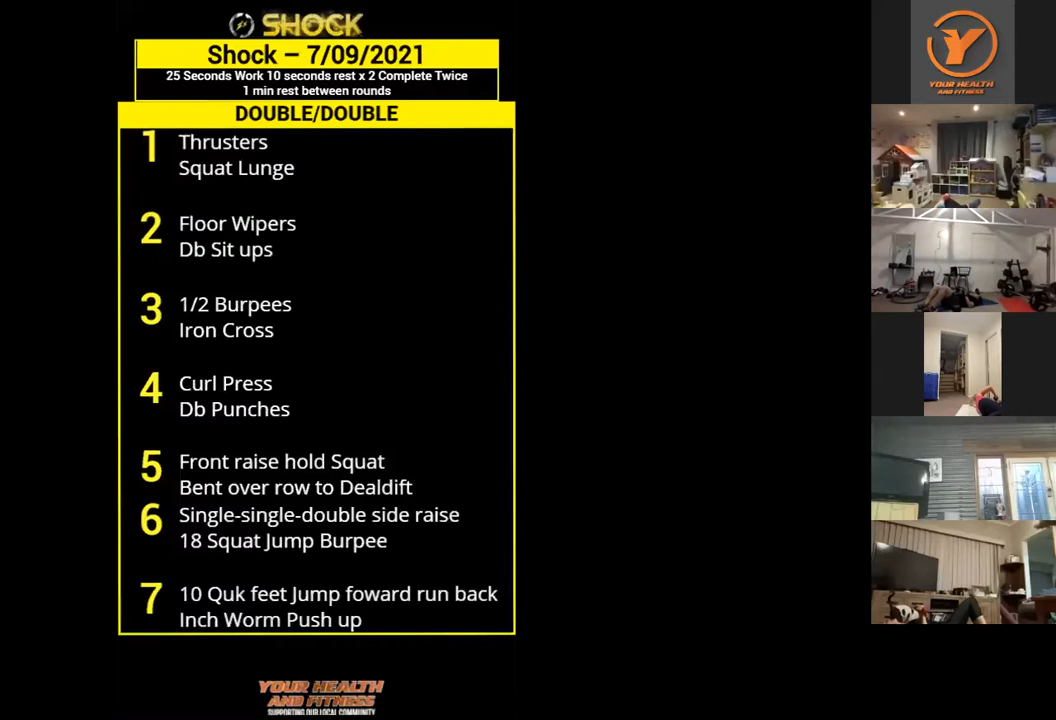 SHOCK
Shock – 7/09/2021
25 Seconds Work 10 seconds rest x 2 Complete Twice
1 min rest between rounds
DOUBLE/DOUBLE
1 Thrusters
Squat Lunge
2 Floor Wipers
Db Sit ups
3 1/2 Burpees
Iron Cross
4 Curl Press
Db Punches
5 Front raise hold Squat
Bent over row to Dealdift
6 Single-single-double side raise
18 Squat Jump Burpee
7 10 Quk feet Jump foward run back
Inch Worm Push up
YOUR HEALTH
AND FITNESS
SUPPORTING OUR LOCAL COMMUNITY
YOUR HEALTH
AND FITNESS